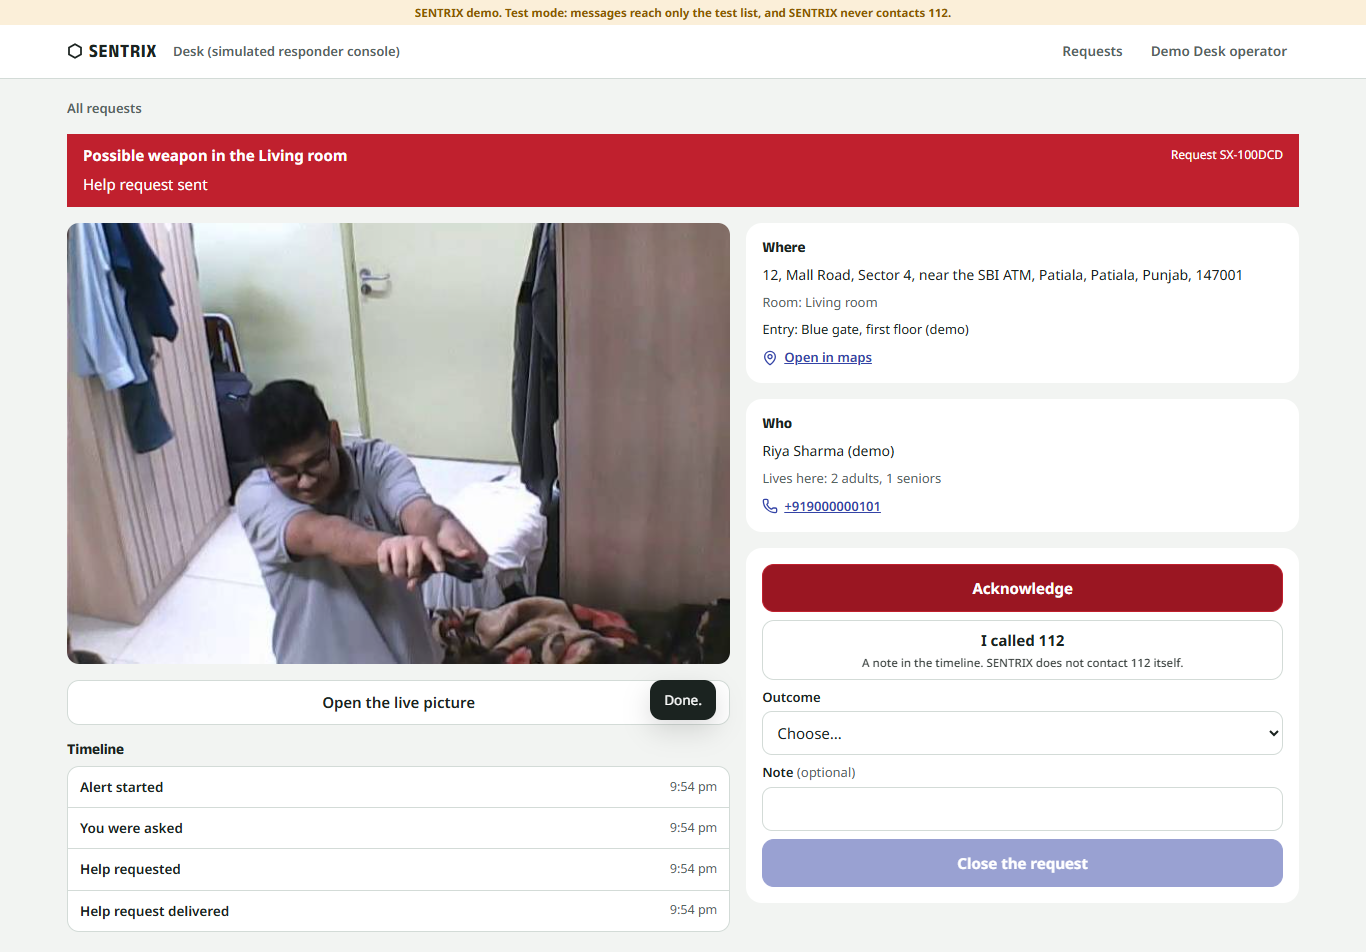 SENTRIX demo. Test mode: messages reach only the test list, and SENTRIX never contacts 112.
SENTRIX
Desk (simulated responder console)
Requests
Demo Desk operator
All requests
Possible weapon in the Living room
Request SX-100DCD
Help request sent
Open the live picture
Done.
Timeline
Alert started 9:54 pm
You were asked 9:54 pm
Help requested 9:54 pm
Help request delivered 9:54 pm
Where
12, Mall Road, Sector 4, near the SBI ATM, Patiala, Patiala, Punjab, 147001
Room: Living room
Entry: Blue gate, first floor (demo)
Open in maps
Who
Riya Sharma (demo)
Lives here: 2 adults, 1 seniors
+919000000101
Acknowledge
I called 112
A note in the timeline. SENTRIX does not contact 112 itself.
Outcome
Choose...
Note (optional)
Close the request